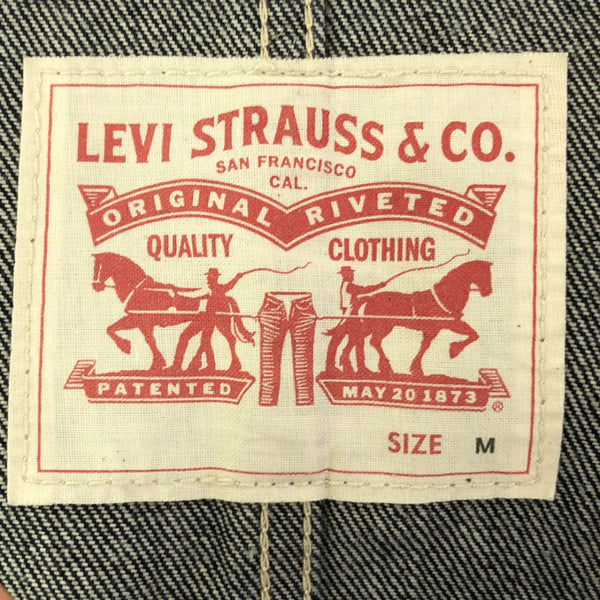 LEVI STRAUSS & CO.
SAN FRANCISCO
CAL.
ORIGINAL RIVETED
QUALITY CLOTHING
PATENTED MAY 20 1873 ®
SIZE M